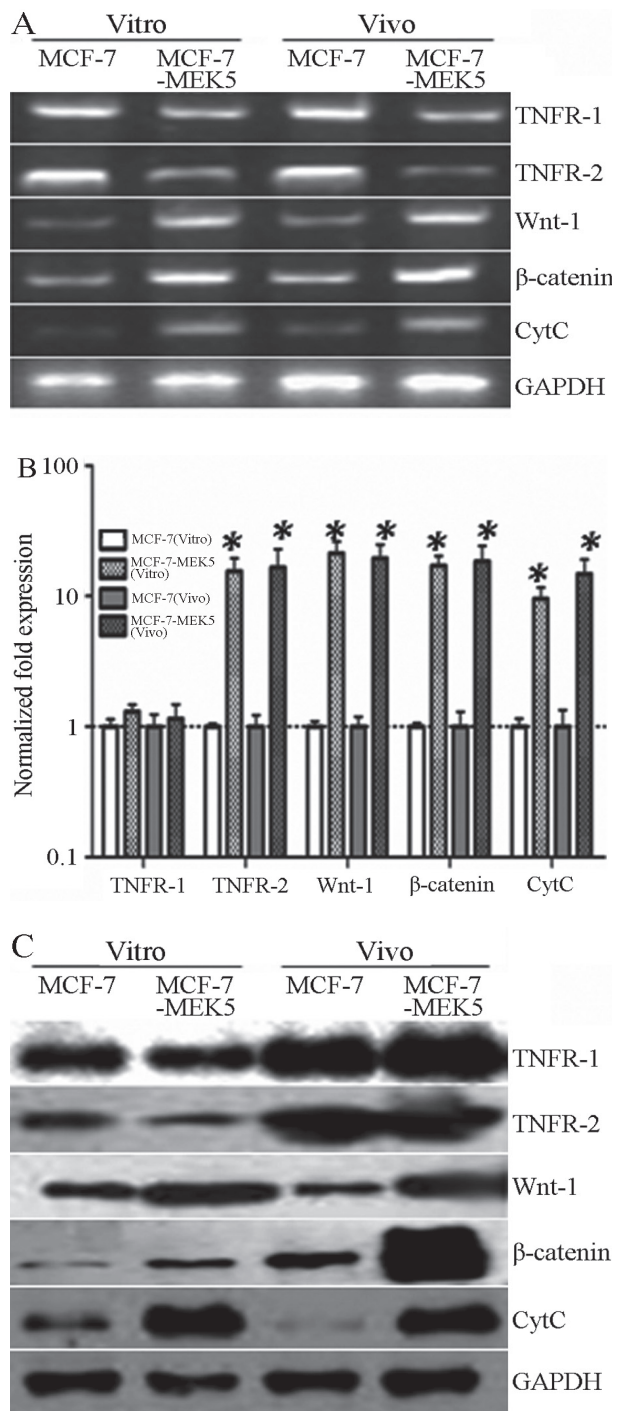 A
Vitro Vivo
MCF-7 MCF-7 MCF-7 MCF-7
-MEK5 -MEK5
TNFR-1
TNFR-2
Wnt-1
β-catenin
CytC
GAPDH
B
100
10
1
0.1
Normalized fold expression
MCF-7(Vitro)
MCF-7-MEK5
(Vitro)
MCF-7(Vivo)
MCF-7-MEK5
(Vivo)
* * * * * * * *
TNFR-1 TNFR-2 Wnt-1 β-catenin CytC
C
Vitro Vivo
MCF-7 MCF-7 MCF-7 MCF-7
-MEK5 -MEK5
TNFR-1
TNFR-2
Wnt-1
β-catenin
CytC
GAPDH